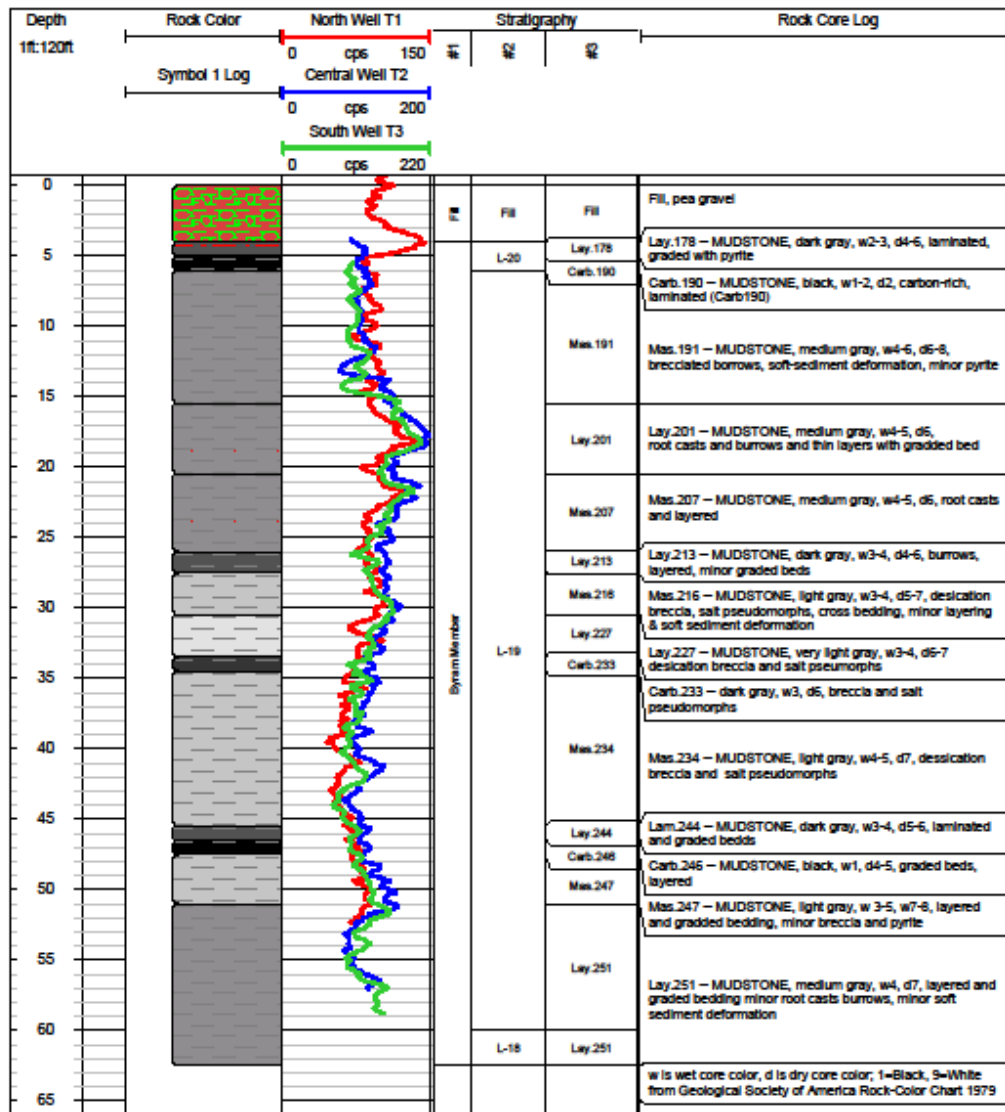 Depth
Rock Color
North Well T1
Stratigraphy
Rock Core Log
1ft:120ft
0 cps 150
#1
#2
#3
Symbol 1 Log
Central Well T2
0 cps 200
South Well T3
0 cps 220
0
5
10
15
20
25
30
35
40
45
50
55
60
65
Fill
Byram Member
Fill
L-20
L-19
L-18
Fill
Lay.178
Carb.190
Mas.191
Lay.201
Mas.207
Lay.213
Mas.216
Lay.227
Carb.233
Mas.234
Lay.244
Carb.246
Mas.247
Lay.251
Lay.251
Fill, pea gravel
Lay.178 – MUDSTONE, dark gray, w2-3, d4-6, laminated,
graded with pyrite
Carb.190 – MUDSTONE, black, w1-2, d2, carbon-rich,
laminated (Carb190)
Mas.191 – MUDSTONE, medium gray, w4-6, d6-8,
brecciated borrows, soft-sediment deformation, minor pyrite
Lay.201 – MUDSTONE, medium gray, w4-5, d6,
root casts and burrows and thin layers with gradded bed
Mas.207 – MUDSTONE, medium gray, w4-5, d6, root casts
and layered
Lay.213 – MUDSTONE, dark gray, w3-4, d4-6, burrows,
layered, minor graded beds
Mas.216 – MUDSTONE, light gray, w3-4, d5-7, desication
breccia, salt pseudomorphs, cross bedding, minor layering
& soft sediment deformation
Lay.227 – MUDSTONE, very light gray, w3-4, d6-7
desication breccia and salt pseumorphs
Carb.233 – dark gray, w3, d6, breccia and salt
pseudomorphs
Mas.234 – MUDSTONE, light gray, w4-5, d7, dessication
breccia and salt pseudomorphs
Lam.244 – MUDSTONE, dark gray, w3-4, d5-6, laminated
and graded bedds
Carb.246 – MUDSTONE, black, w1, d4-5, graded beds,
layered
Mas.247 – MUDSTONE, light gray, w 3-5, w7-8, layered
and gradded bedding, minor breccia and pyrite
Lay.251 – MUDSTONE, medium gray, w4, d7, layered and
graded bedding minor root casts burrows, minor soft
sediment deformation
w is wet core color, d is dry core color; 1=Black, 9=White
from Geological Society of America Rock-Color Chart 1979